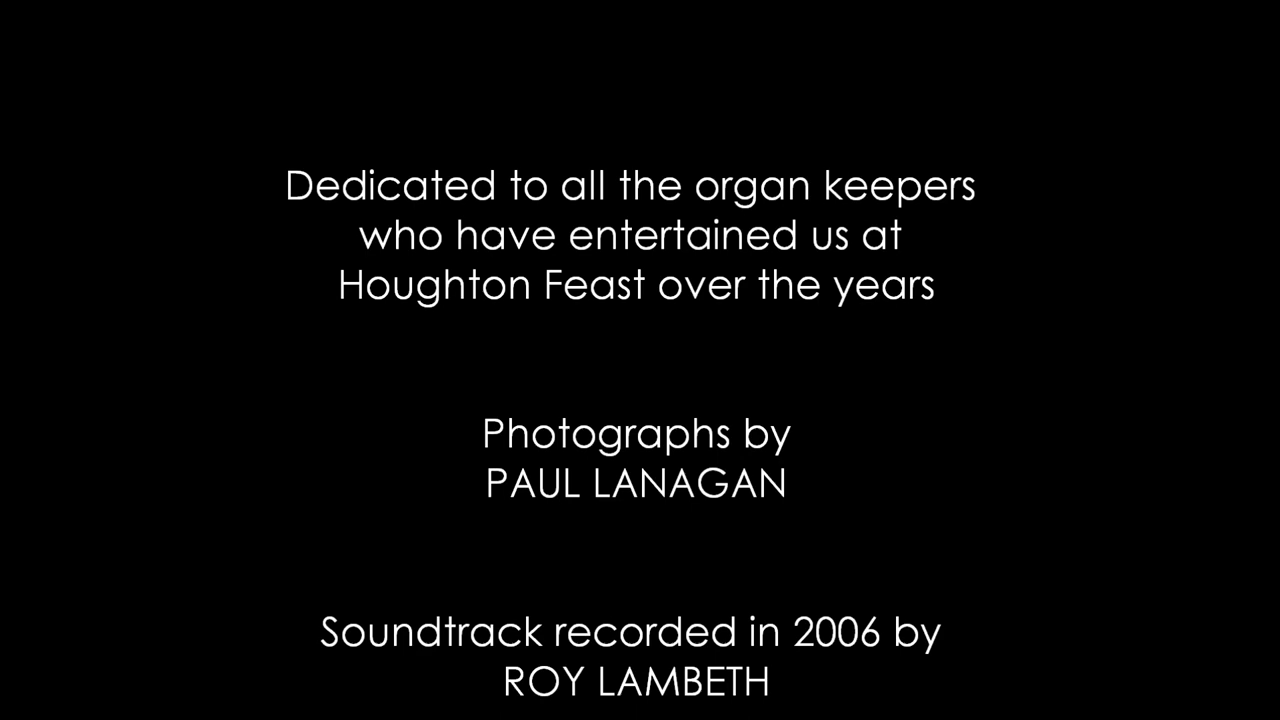 Dedicated to all the organ keepers
who have entertained us at
Houghton Feast over the years
Photographs by
PAUL LANAGAN
Soundtrack recorded in 2006 by
ROY LAMBETH